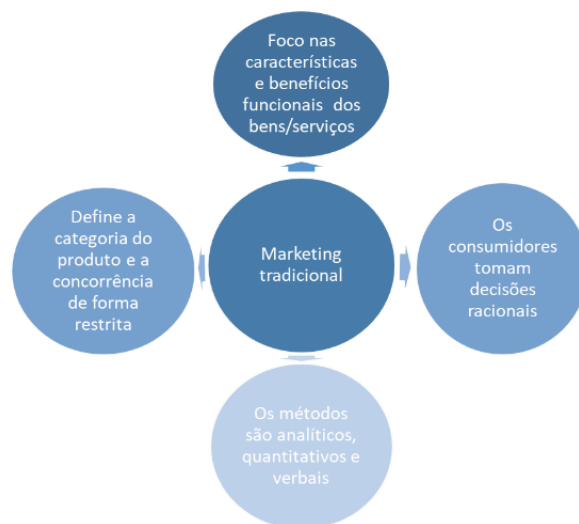 Foco nas
características
e benefícios
funcionais dos
bens/serviços
Define a
categoria do
produto e a
concorrência
de forma
restrita
Marketing
tradicional
Os
consumidores
tomam
decisões
racionais
Os métodos
são analíticos,
quantitativos e
verbais